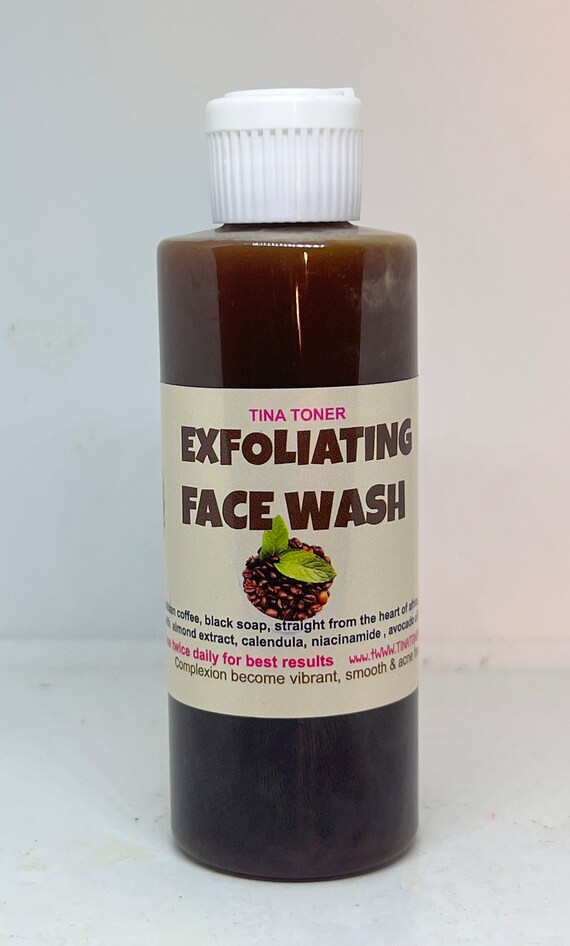 TINA TONER
EXFOLIATING
FACE WASH
coffee, black soap, straight from the heart of
almond extract, calendula, niacinamide , avocado
twice daily for best results
Complexion become vibrant, smooth & acne